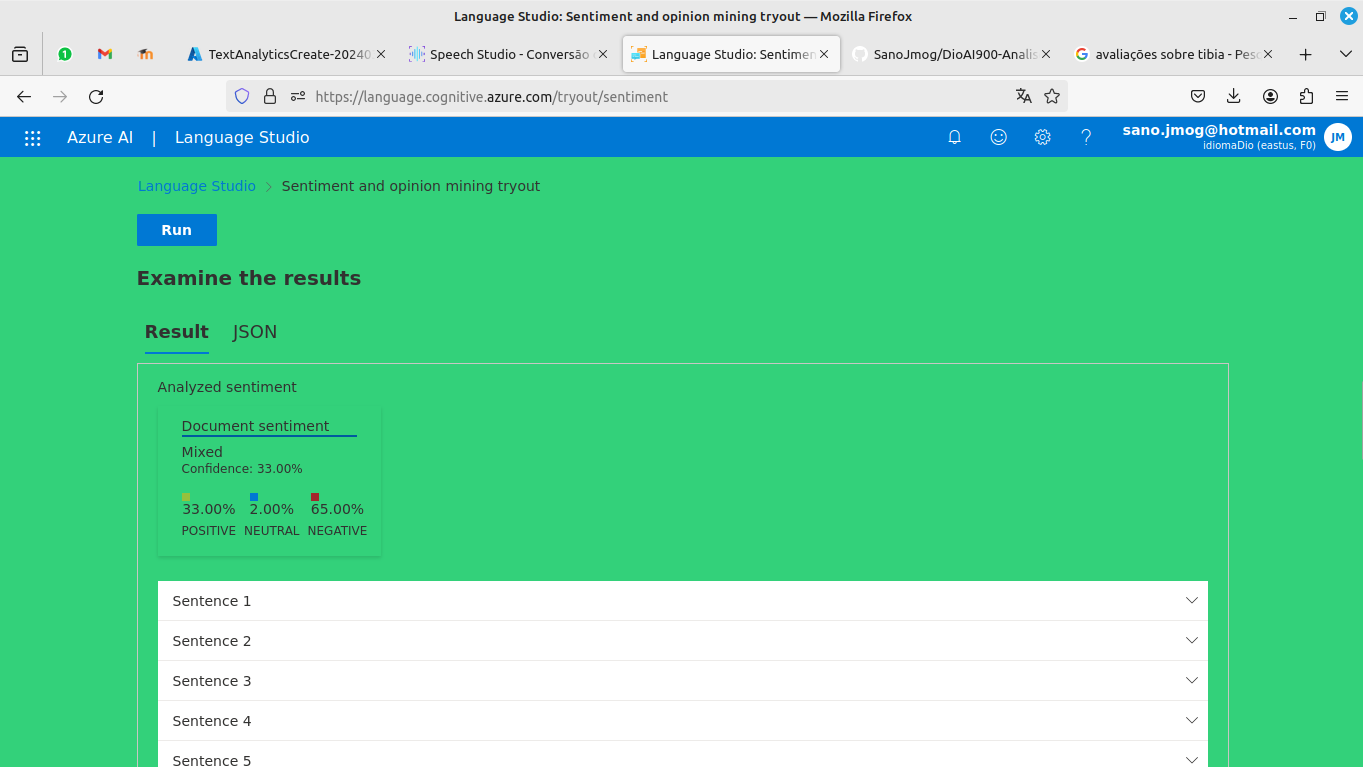 Language Studio: Sentiment and opinion mining tryout — Mozilla Firefox
1
TextAnalyticsCreate-20240
Speech Studio - Conversão
Language Studio: Sentimen
SanoJmog/DioAI900-Analis
avaliações sobre tibia - Pes
https://language.cognitive.azure.com/tryout/sentiment
Azure AI | Language Studio
sano.jmog@hotmail.com
idiomaDio (eastus, F0)
JM
Language Studio > Sentiment and opinion mining tryout
Run
Examine the results
Result JSON
Analyzed sentiment
Document sentiment
Mixed
Confidence: 33.00%
33.00% 2.00% 65.00%
POSITIVE NEUTRAL NEGATIVE
Sentence 1
Sentence 2
Sentence 3
Sentence 4
Sentence 5